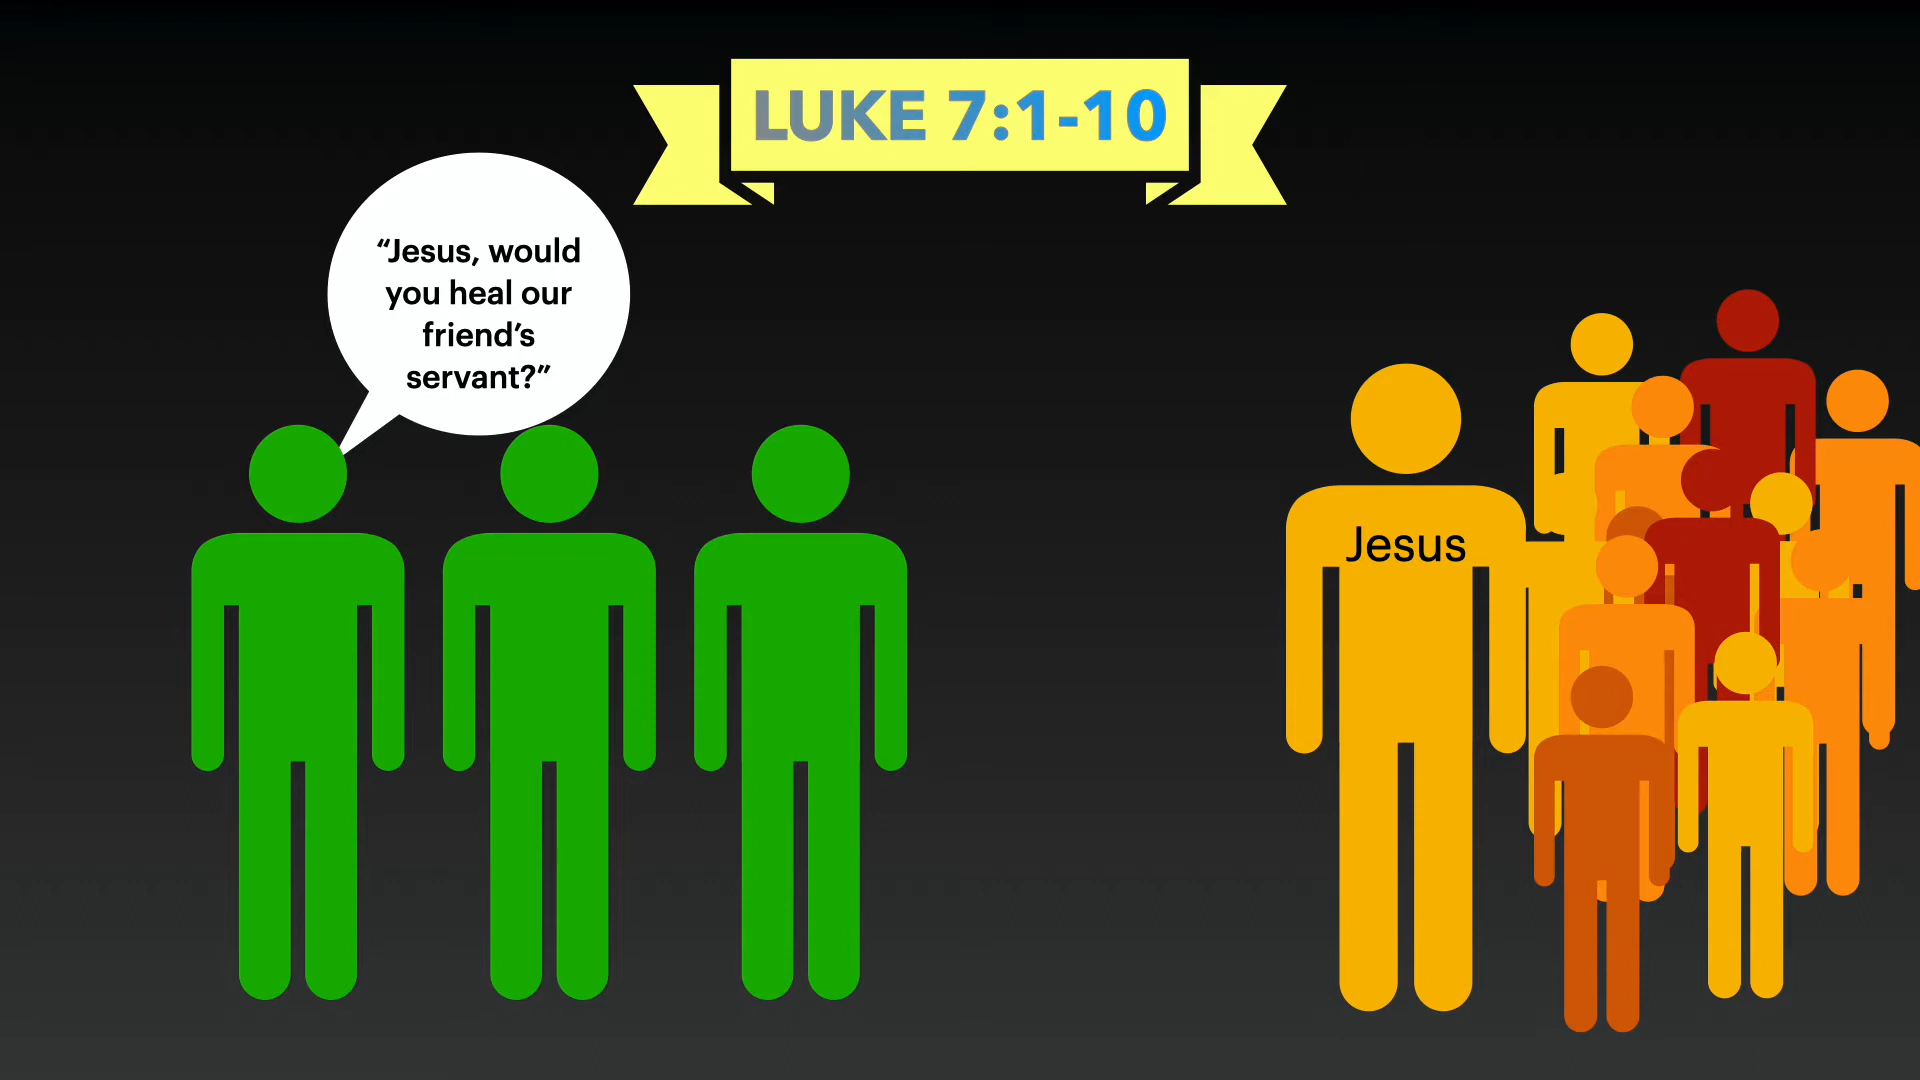 LUKE 7:1-10
“Jesus, would
you heal our
friend’s
servant?”
Jesus